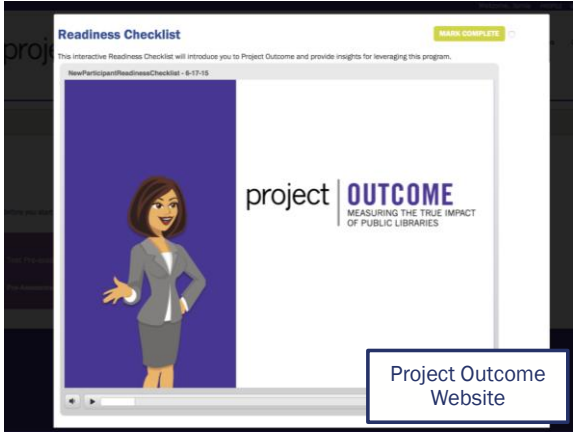 Readiness Checklist
MARK COMPLETE
This interactive Readiness Checklist will introduce you to Project Outcome and provide insights for leveraging this program.
NewParticipantReadinessChecklist - 6-17-15
project OUTCOME
MEASURING THE TRUE IMPACT
OF PUBLIC LIBRARIES
Project Outcome
Website